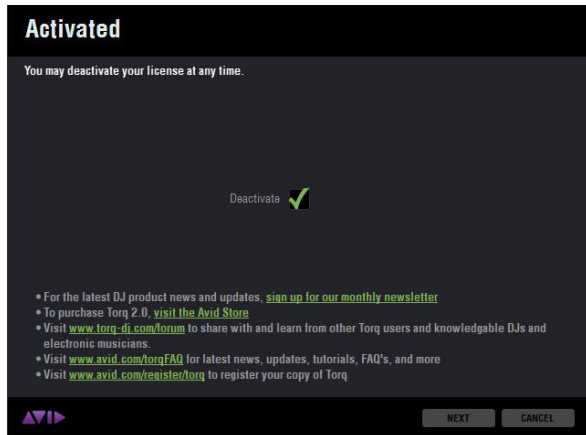 Activated
You may deactivate your license at any time.
Deactivate
• For the latest DJ product news and updates, sign up for our monthly newsletter
• To purchase Torq 2.0, visit the Avid Store
• Visit www.torq-dj.com/forum to share with and learn from other Torq users and knowledgable DJs and
electronic musicians.
• Visit www.avid.com/torqFAQ for latest news, updates, tutorials, FAQ's, and more
• Visit www.avid.com/register/torq to register your copy of Torq
AVID
NEXT CANCEL